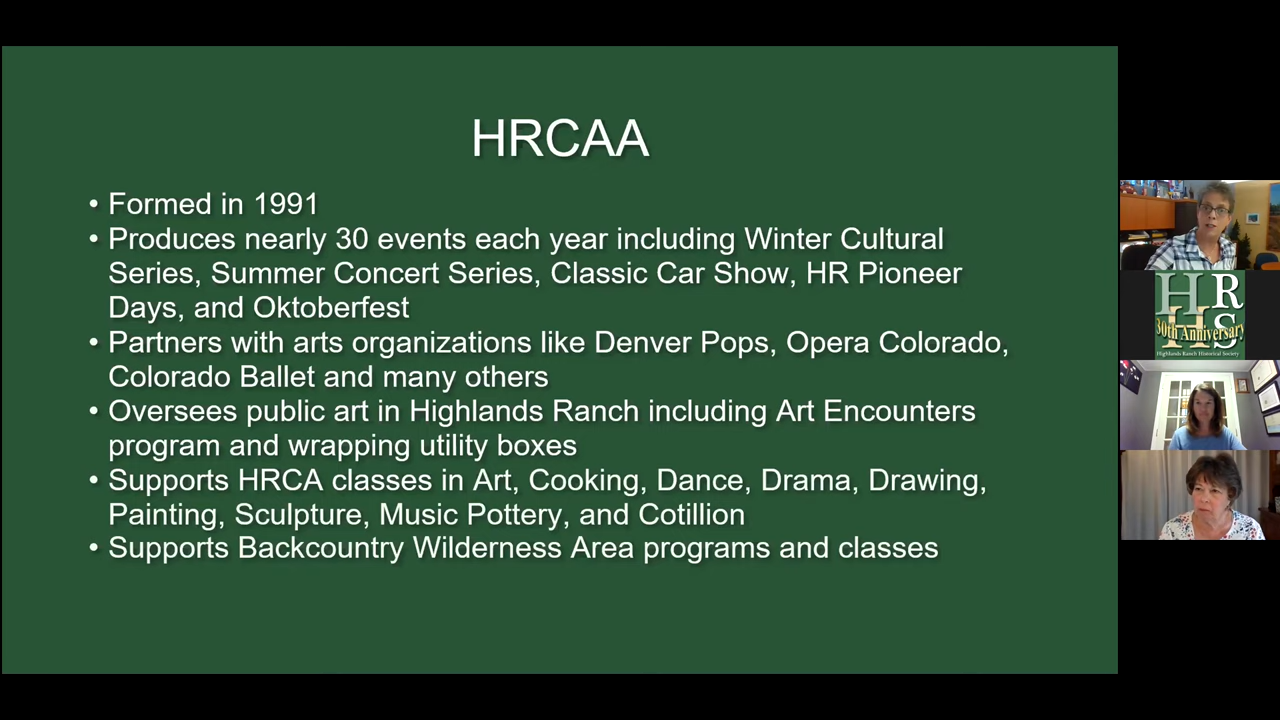 HRCAA
• Formed in 1991
• Produces nearly 30 events each year including Winter Cultural
Series, Summer Concert Series, Classic Car Show, HR Pioneer
Days, and Oktoberfest
• Partners with arts organizations like Denver Pops, Opera Colorado,
Colorado Ballet and many others
• Oversees public art in Highlands Ranch including Art Encounters
program and wrapping utility boxes
• Supports HRCA classes in Art, Cooking, Dance, Drama, Drawing,
Painting, Sculpture, Music Pottery, and Cotillion
• Supports Backcountry Wilderness Area programs and classes
HRHS
30th Anniversary
Highlands Ranch Historical Society